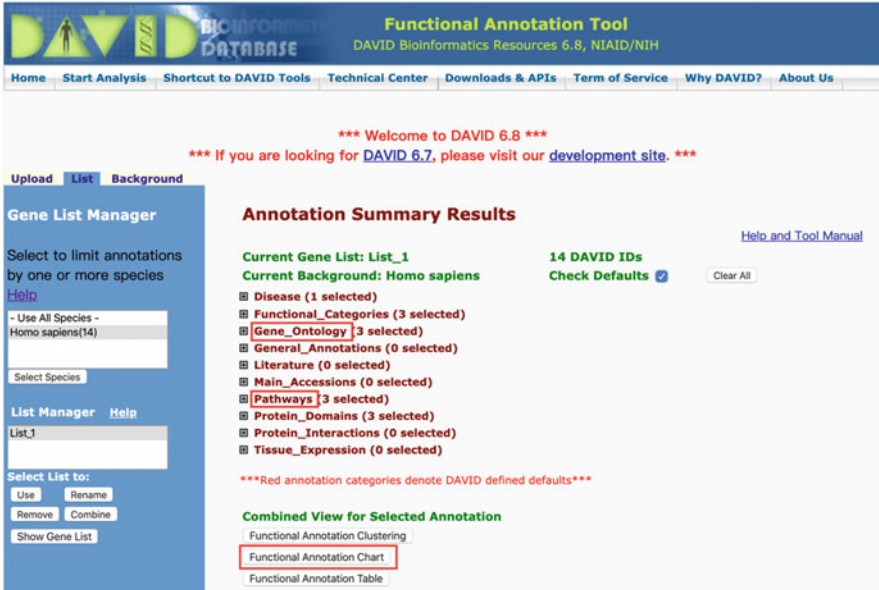 DAVID BIOINFORMATICS DATABASE
Functional Annotation Tool
DAVID Bioinformatics Resources 6.8, NIAID/NIH
Home Start Analysis Shortcut to DAVID Tools Technical Center Downloads & APIs Term of Service Why DAVID? About Us
*** Welcome to DAVID 6.8 ***
*** If you are looking for DAVID 6.7, please visit our development site. ***
Upload List Background
Gene List Manager
Select to limit annotations
by one or more species
Help
- Use All Species -
Homo sapiens(14)
Select Species
List Manager Help
List_1
Select List to:
Use Rename
Remove Combine
Show Gene List
Annotation Summary Results
Help and Tool Manual
Current Gene List: List_1 14 DAVID IDs
Current Background: Homo sapiens Check Defaults Clear All
Disease (1 selected)
Functional_Categories (3 selected)
Gene_Ontology (3 selected)
General_Annotations (0 selected)
Literature (0 selected)
Main_Accessions (0 selected)
Pathways (3 selected)
Protein_Domains (3 selected)
Protein_Interactions (0 selected)
Tissue_Expression (0 selected)
***Red annotation categories denote DAVID defined defaults***
Combined View for Selected Annotation
Functional Annotation Clustering
Functional Annotation Chart
Functional Annotation Table